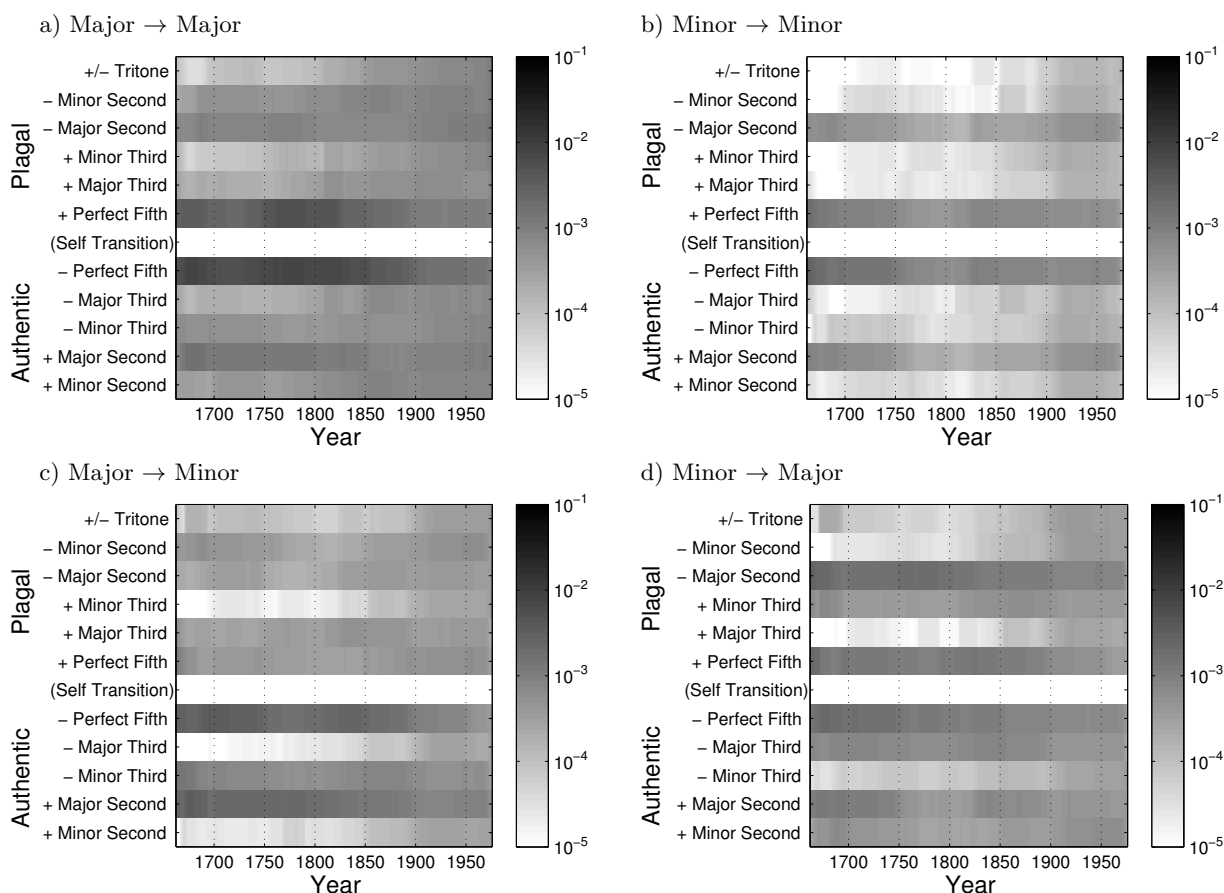 a) Major → Major
Plagal
Authentic
+/− Tritone
− Minor Second
− Major Second
+ Minor Third
+ Major Third
+ Perfect Fifth
(Self Transition)
− Perfect Fifth
− Major Third
− Minor Third
+ Major Second
+ Minor Second
1700 1750 1800 1850 1900 1950
Year
10⁻¹
10⁻²
10⁻³
10⁻⁴
10⁻⁵
b) Minor → Minor
Plagal
Authentic
+/− Tritone
− Minor Second
− Major Second
+ Minor Third
+ Major Third
+ Perfect Fifth
(Self Transition)
− Perfect Fifth
− Major Third
− Minor Third
+ Major Second
+ Minor Second
1700 1750 1800 1850 1900 1950
Year
10⁻¹
10⁻²
10⁻³
10⁻⁴
10⁻⁵
c) Major → Minor
Plagal
Authentic
+/− Tritone
− Minor Second
− Major Second
+ Minor Third
+ Major Third
+ Perfect Fifth
(Self Transition)
− Perfect Fifth
− Major Third
− Minor Third
+ Major Second
+ Minor Second
1700 1750 1800 1850 1900 1950
Year
10⁻¹
10⁻²
10⁻³
10⁻⁴
10⁻⁵
d) Minor → Major
Plagal
Authentic
+/− Tritone
− Minor Second
− Major Second
+ Minor Third
+ Major Third
+ Perfect Fifth
(Self Transition)
− Perfect Fifth
− Major Third
− Minor Third
+ Major Second
+ Minor Second
1700 1750 1800 1850 1900 1950
Year
10⁻¹
10⁻²
10⁻³
10⁻⁴
10⁻⁵